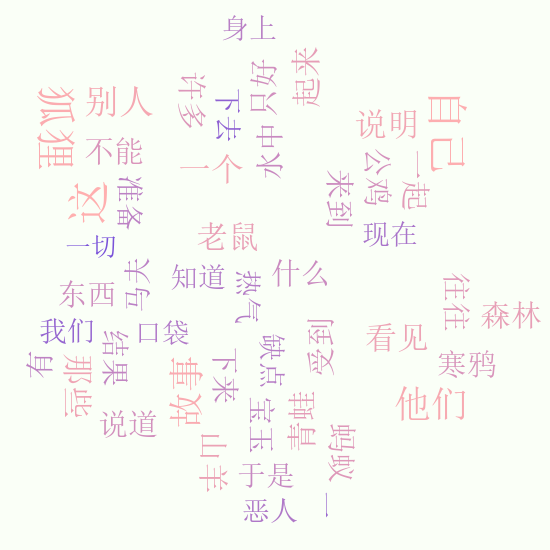 身上
起来
许多
只好
下去
水中
狐狸
别人
不能
一个
说明
自己
公鸡
一起
来到
现在
这
准备
一切
老鼠
东西
马夫
知道
热气
什么
往往
森林
我们
结果
口袋
受到
看见
寒鸦
有
那些
故事
下来
缺点
他们
说道
宝玉
青蛙
蚂蚁
山羊
于是
恶人
一